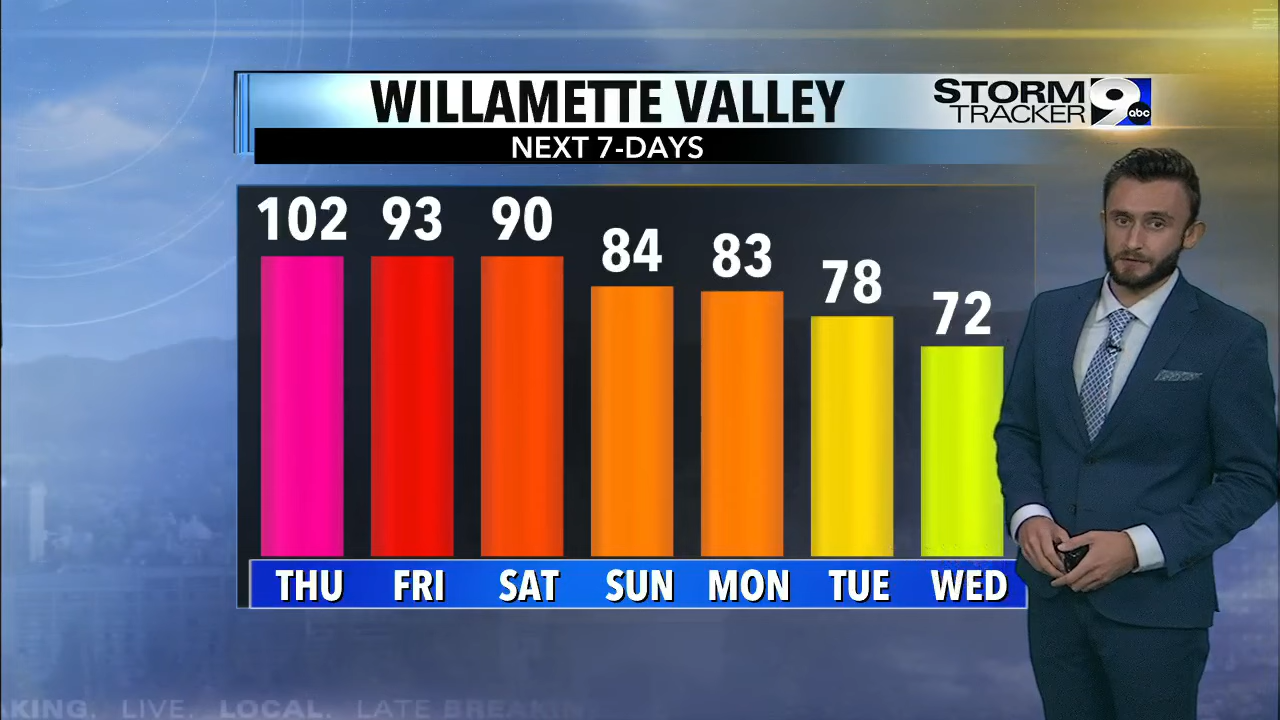 WILLAMETTE VALLEY
STORM
TRACKER 9 abc
NEXT 7-DAYS
102 93 90 84 83 78 72
THU FRI SAT SUN MON TUE WED
KING. LIVE. LOCAL. LATE BREAKIN